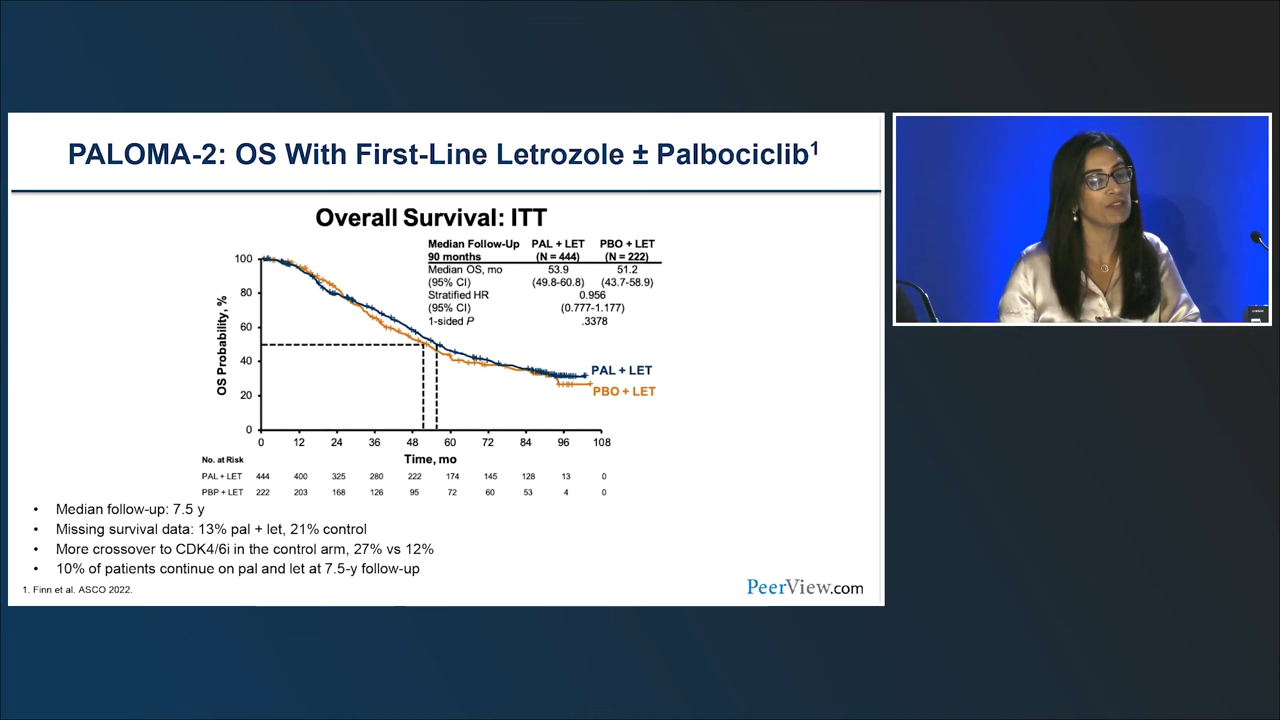 PALOMA-2: OS With First-Line Letrozole ± Palbociclib1
Overall Survival: ITT
Median Follow-Up PAL + LET PBO + LET
90 months (N = 444) (N = 222)
Median OS, mo 53.9 51.2
(95% CI) (49.8-60.8) (43.7-58.9)
Stratified HR 0.956
(95% CI) (0.777-1.177)
1-sided P .3378
OS Probability, %
100
80
60
40
20
0
PAL + LET
PBO + LET
0 12 24 36 48 60 72 84 96 108
Time, mo
No. at Risk
PAL + LET 444 400 325 280 222 174 145 128 13 0
PBP + LET 222 203 168 126 95 72 60 53 4 0
• Median follow-up: 7.5 y
• Missing survival data: 13% pal + let, 21% control
• More crossover to CDK4/6i in the control arm, 27% vs 12%
• 10% of patients continue on pal and let at 7.5-y follow-up
1. Finn et al. ASCO 2022.
PeerView.com